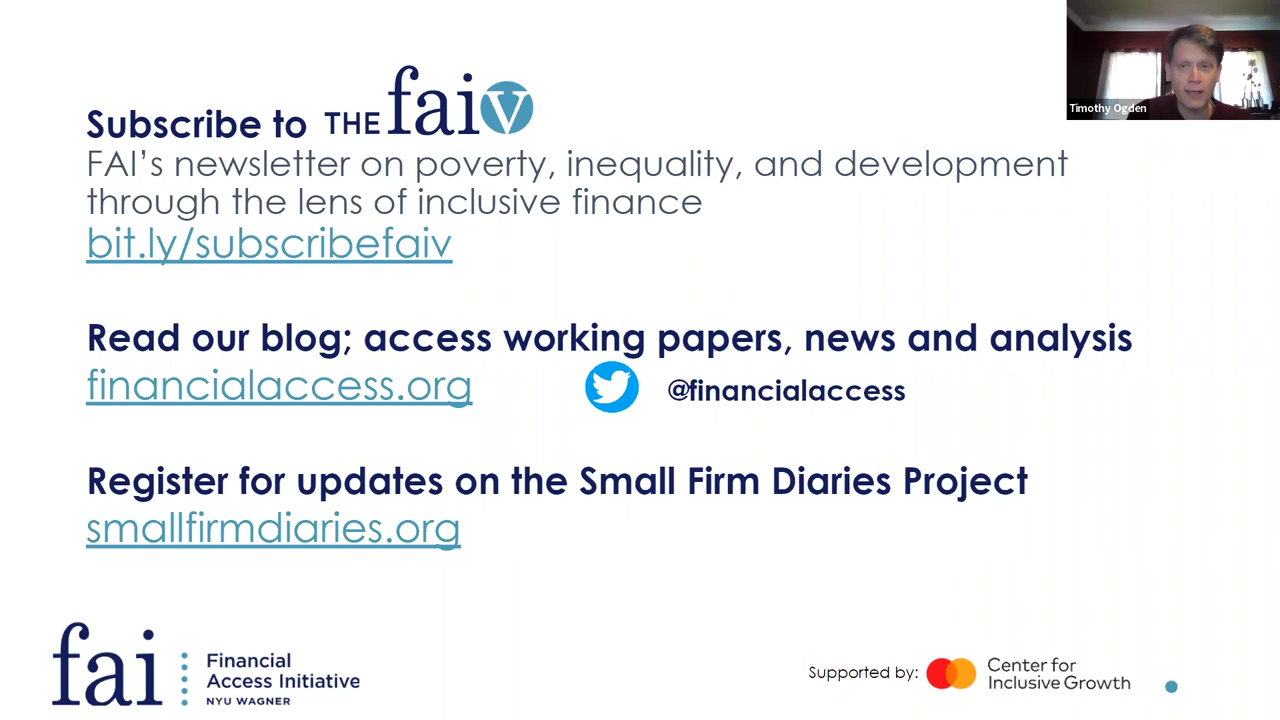 Timothy Ogden
Subscribe to THE faiv
FAI’s newsletter on poverty, inequality, and development
through the lens of inclusive finance
bit.ly/subscribefaiv
Read our blog; access working papers, news and analysis
financialaccess.org
@financialaccess
Register for updates on the Small Firm Diaries Project
smallfirmdiaries.org
fai
Financial
Access Initiative
NYU WAGNER
Supported by:
Center for
Inclusive Growth